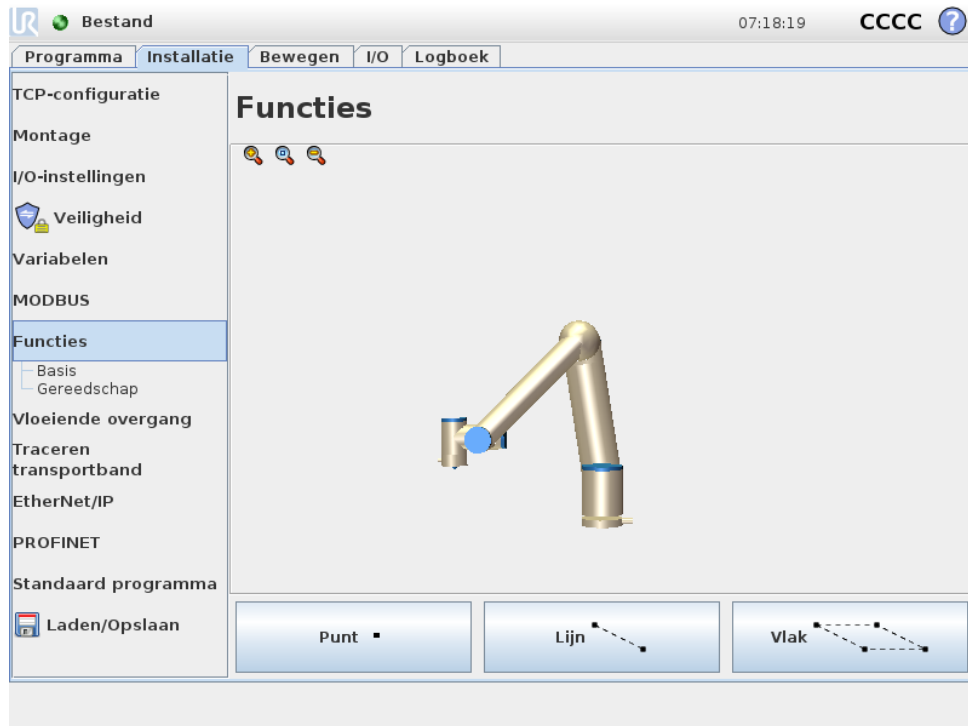 UR
Bestand
07:18:19
CCCC
?
Programma
Installatie
Bewegen
I/O
Logboek
TCP-configuratie
Montage
I/O-instellingen
Veiligheid
Variabelen
MODBUS
Functies
Basis
Gereedschap
Vloeiende overgang
Traceren
transportband
EtherNet/IP
PROFINET
Standaard programma
Laden/Opslaan
Functies
Punt
Lijn
Vlak